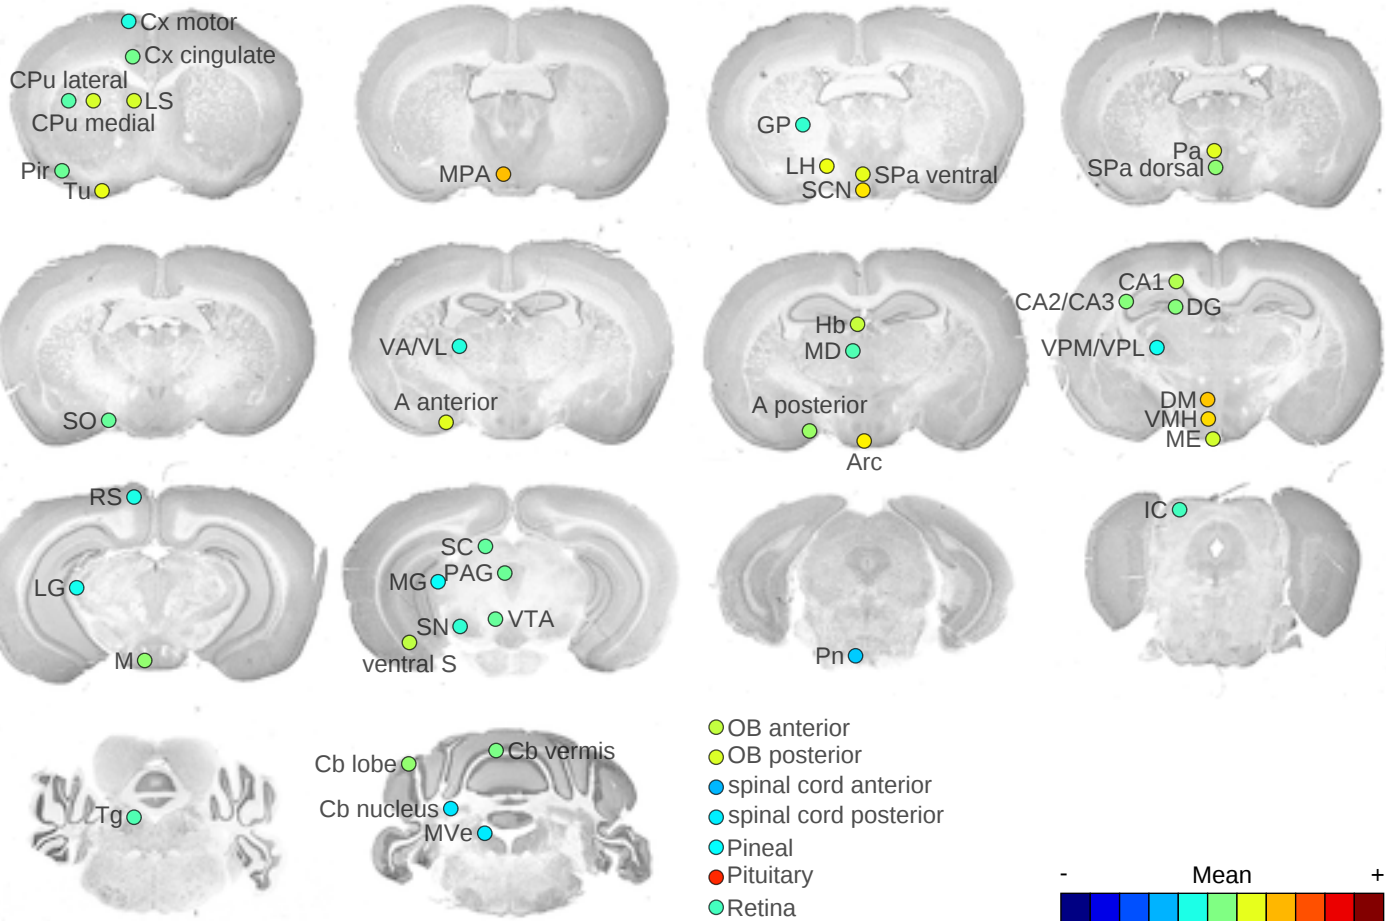 Cx motor
Cx cingulate
CPu lateral
LS
CPu medial
Pir
Tu
MPA
GP
LH
SPa ventral
SCN
Pa
SPa dorsal
SO
VA/VL
A anterior
Hb
MD
A posterior
Arc
CA1
CA2/CA3
DG
VPM/VPL
DM
VMH
ME
RS
LG
M
SC
PAG
MG
VTA
SN
ventral S
Pn
IC
Tg
Cb vermis
Cb lobe
Cb nucleus
MVe
OB anterior
OB posterior
spinal cord anterior
spinal cord posterior
Pineal
Pituitary
Retina
- Mean +